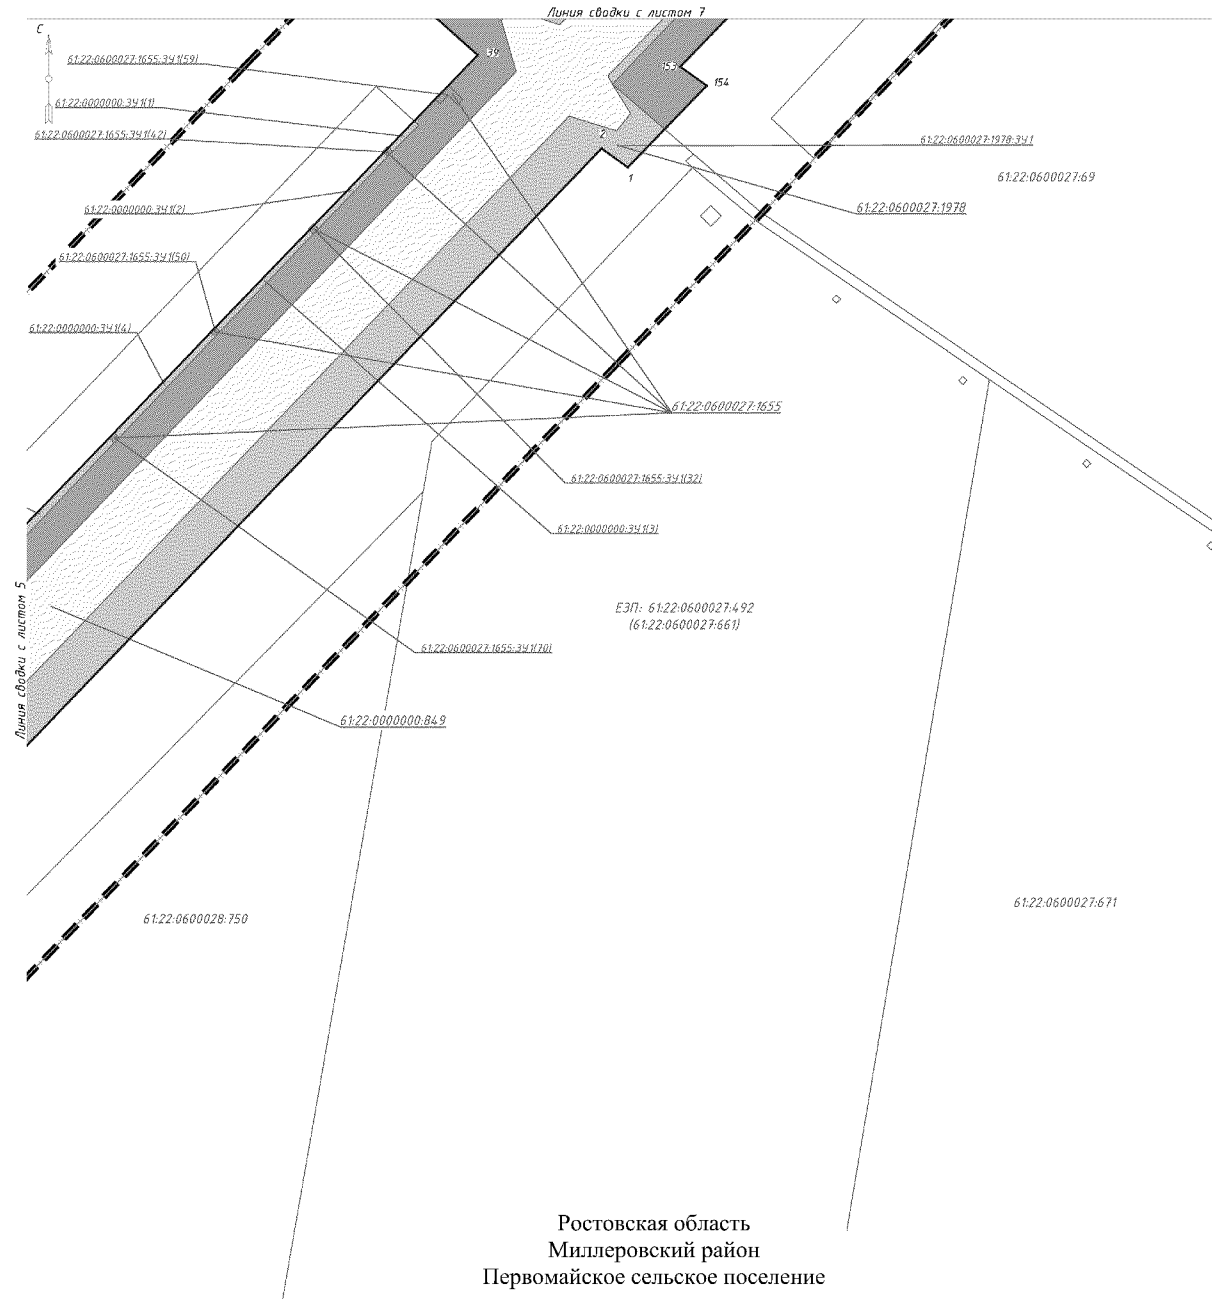 Линия сводки с листом 7
С
39
153
154
61:22:0600027:1655:ЗУ1(59)
61:22:0000000:ЗУ1(1)
61:22:0600027:1655:ЗУ1(42)
2
61:22:0600027:1978:ЗУ1
1
61:22:0600027:69
61:22:0000000:ЗУ1(2)
61:22:0600027:1978
61:22:0600027:1655:ЗУ1(50)
61:22:0000000:ЗУ1(4)
61:22:0600027:1655
61:22:0600027:1655:ЗУ1(32)
61:22:0000000:ЗУ1(3)
Линия сводки с листом 5
ЕЗП: 61:22:0600027:492
(61:22:0600027:661)
61:22:0600027:1655:ЗУ1(70)
61:22:0000000:849
61:22:0600027:671
61:22:0600028:750
Ростовская область
Миллеровский район
Первомайское сельское поселение